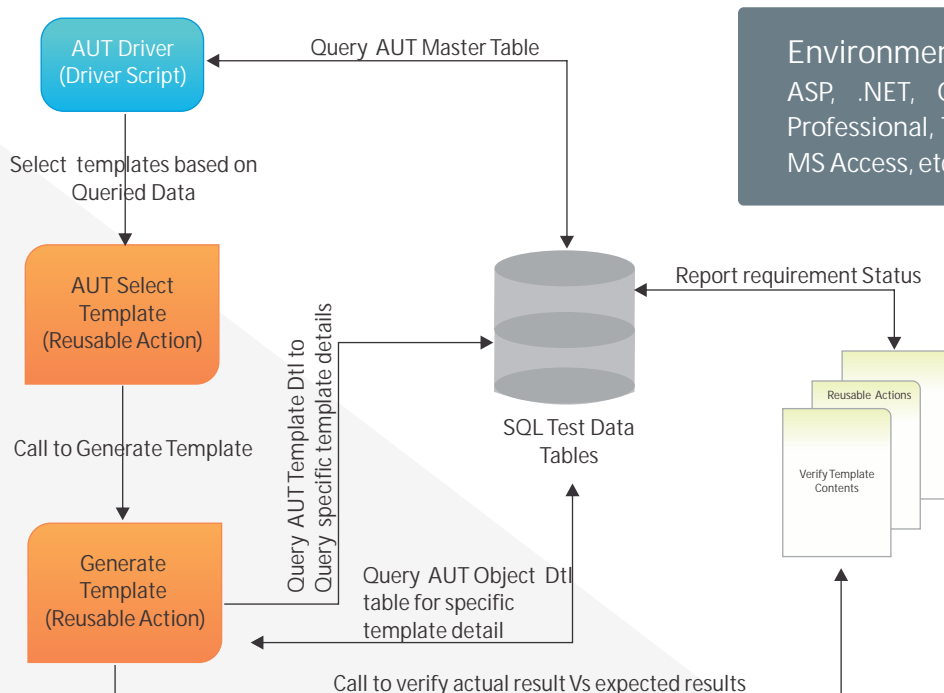 AUT Driver
(Driver Script)
Query AUT Master Table
Environmen
ASP, .NET,
Professional,
MS Access, etc
Select templates based on
Queried Data
AUT Select
Template
(Reusable Action)
Report requirement Status
Query AUT Template Dtl to
Query specific template details
Reusable Actions
Verify Template
Contents
SQL Test Data
Tables
Call to Generate Template
Generate
Template
(Reusable Action)
Query AUT Object Dtl
table for specific
template detail
Call to verify actual result Vs expected results